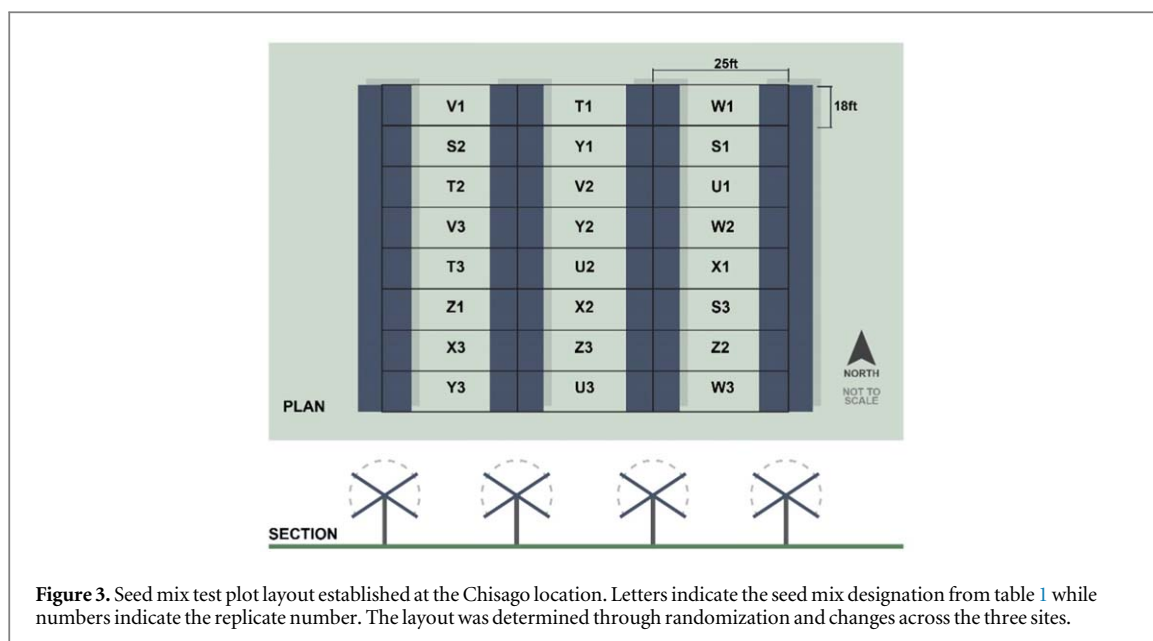 25ft
18ft
V1 T1 W1
S2 Y1 S1
T2 V2 U1
V3 Y2 W2
T3 U2 X1
Z1 X2 S3
X3 Z3 Z2
Y3 U3 W3
PLAN
NORTH
NOT TO
SCALE
SECTION
Figure 3. Seed mix test plot layout established at the Chisago location. Letters indicate the seed mix designation from table 1 while
numbers indicate the replicate number. The layout was determined through randomization and changes across the three sites.